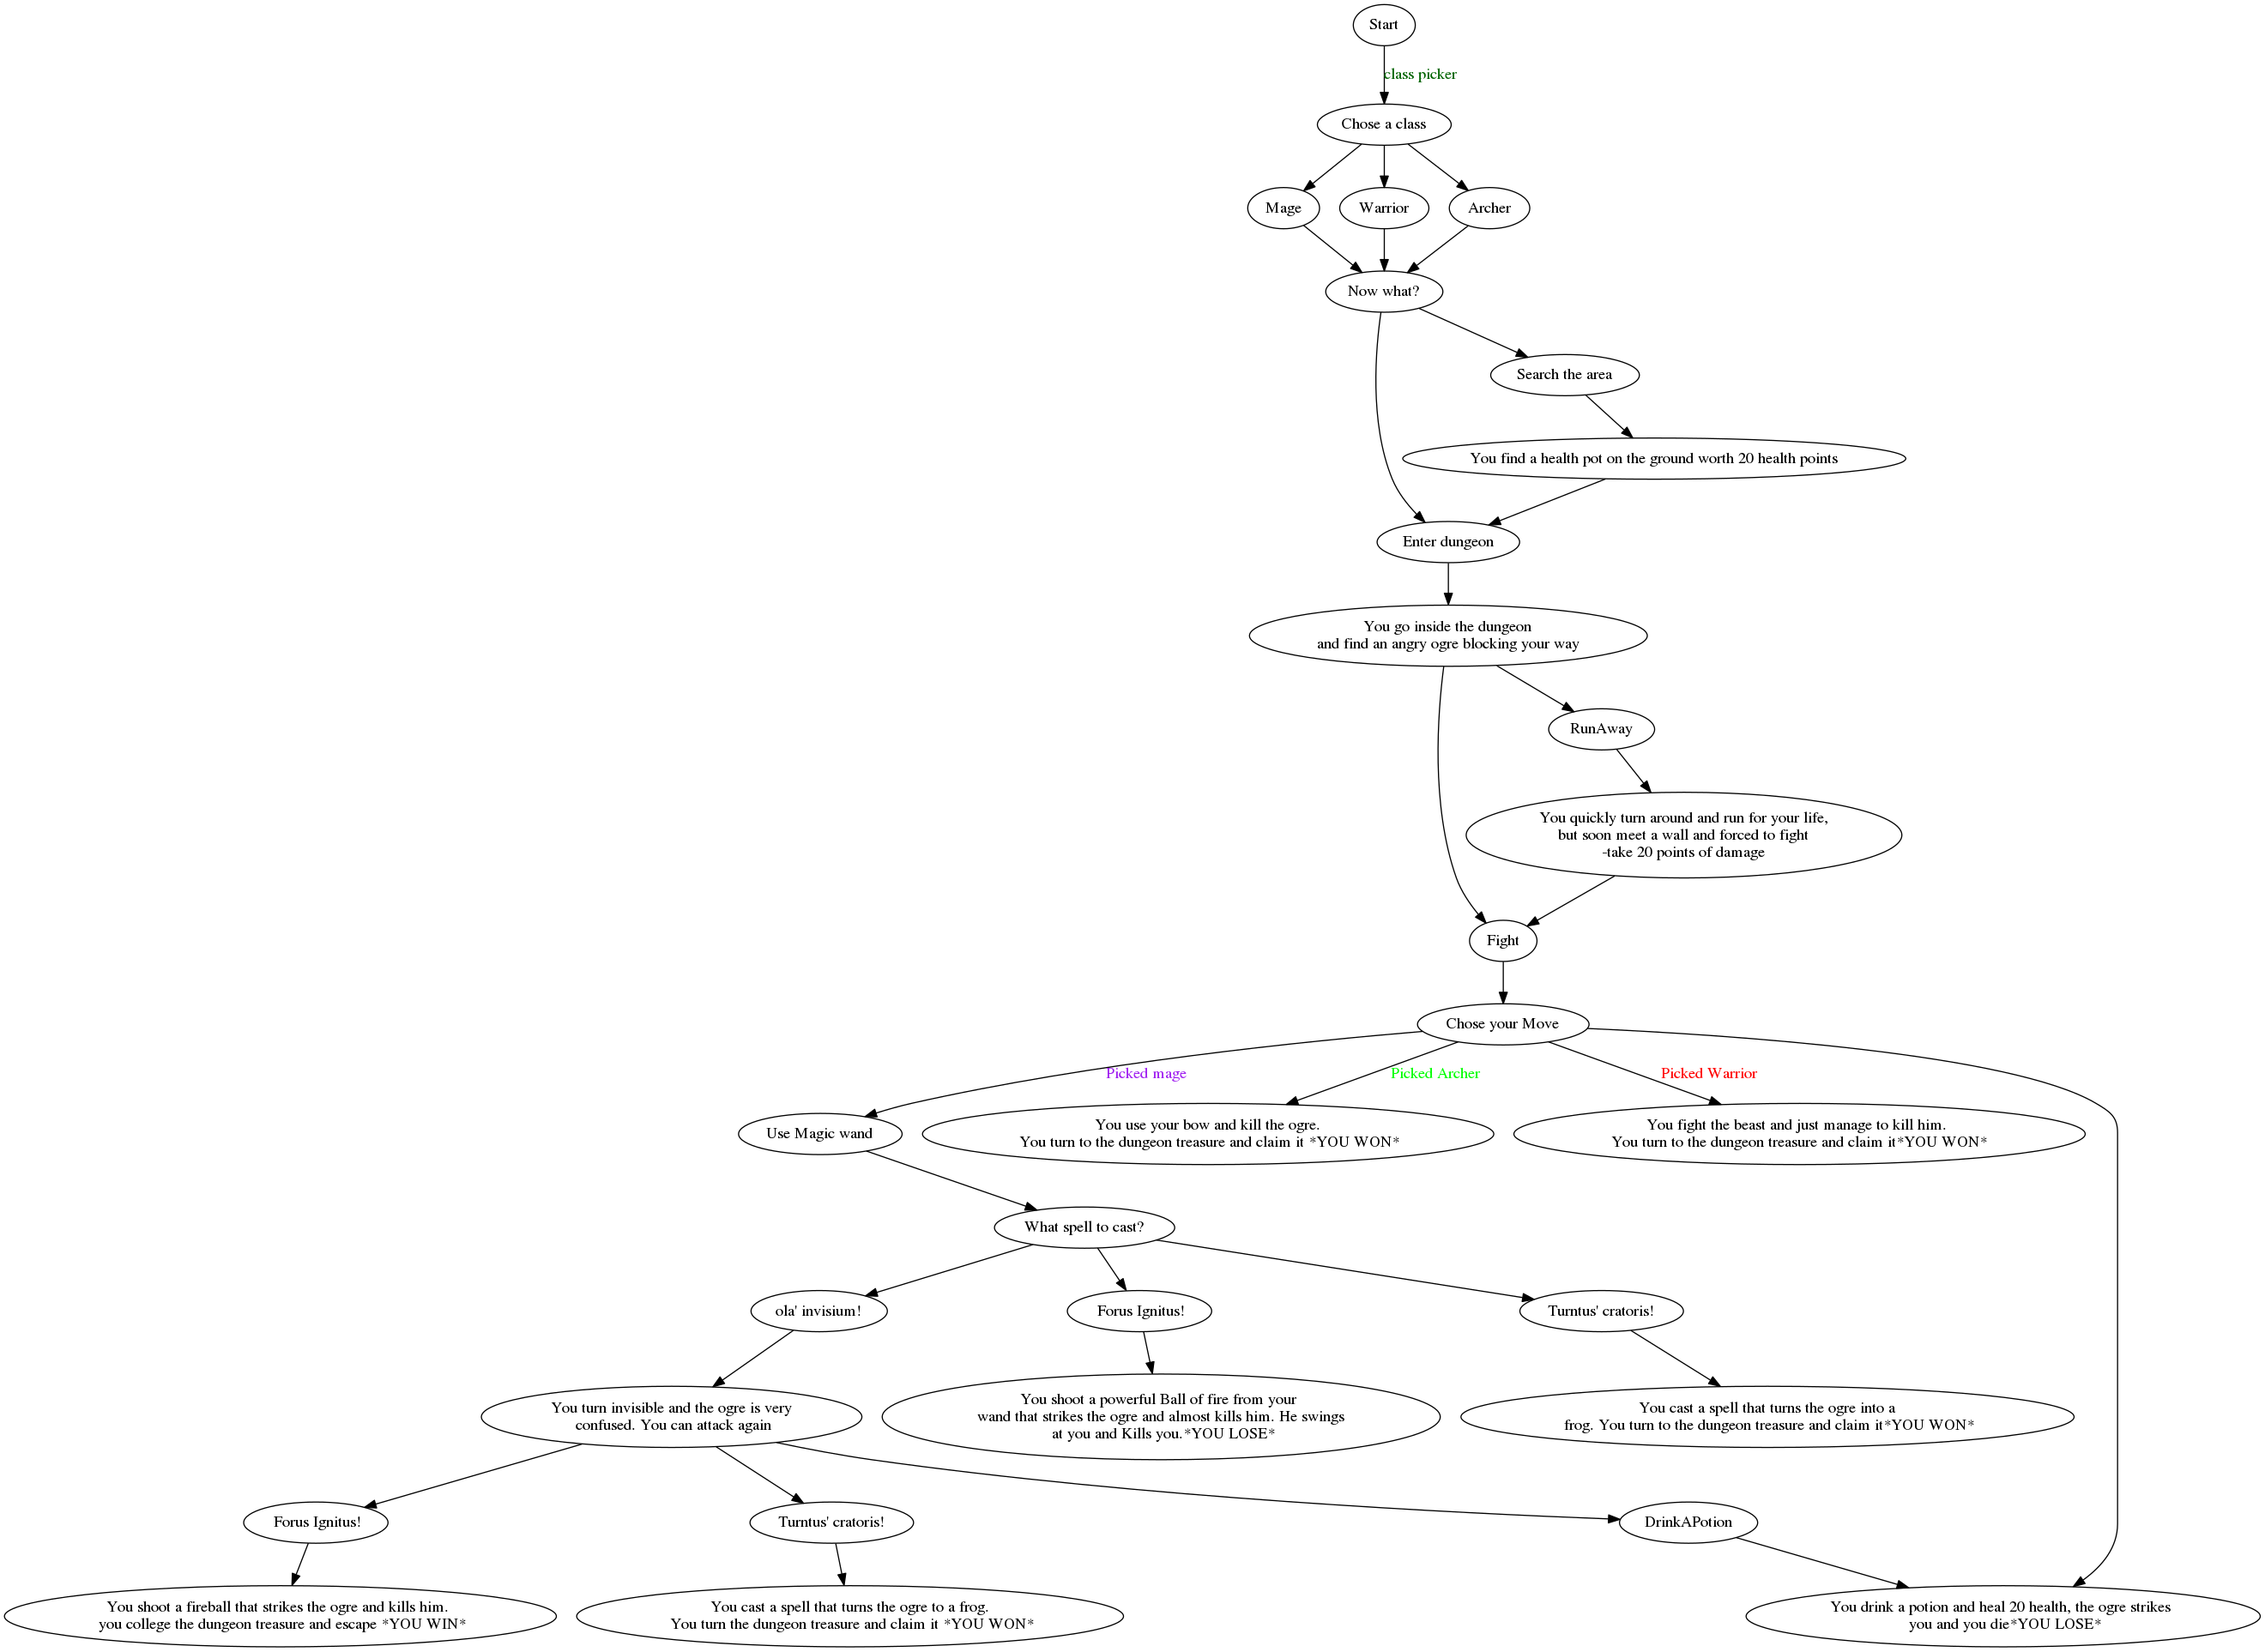 Start
class picker
Chose a class
Mage
Warrior
Archer
Now what?
Search the area
You find a health pot on the ground worth 20 health points
Enter dungeon
You go inside the dungeon
and find an angry ogre blocking your way
RunAway
You quickly turn around and run for your life,
but soon meet a wall and forced to fight
-take 20 points of damage
Fight
Chose your Move
Picked mage
Picked Archer
Picked Warrior
Use Magic wand
You use your bow and kill the ogre.
You turn to the dungeon treasure and claim it *YOU WON*
You fight the beast and just manage to kill him.
You turn to the dungeon treasure and claim it*YOU WON*
What spell to cast?
ola' invisium!
Forus Ignitus!
Turntus' cratoris!
You turn invisible and the ogre is very
confused. You can attack again
You shoot a powerful Ball of fire from your
wand that strikes the ogre and almost kills him. He swings
at you and Kills you.*YOU LOSE*
You cast a spell that turns the ogre into a
frog. You turn to the dungeon treasure and claim it*YOU WON*
Forus Ignitus!
Turntus' cratoris!
DrinkAPotion
You shoot a fireball that strikes the ogre and kills him.
you college the dungeon treasure and escape *YOU WIN*
You cast a spell that turns the ogre to a frog.
You turn the dungeon treasure and claim it *YOU WON*
You drink a potion and heal 20 health, the ogre strikes
you and you die*YOU LOSE*